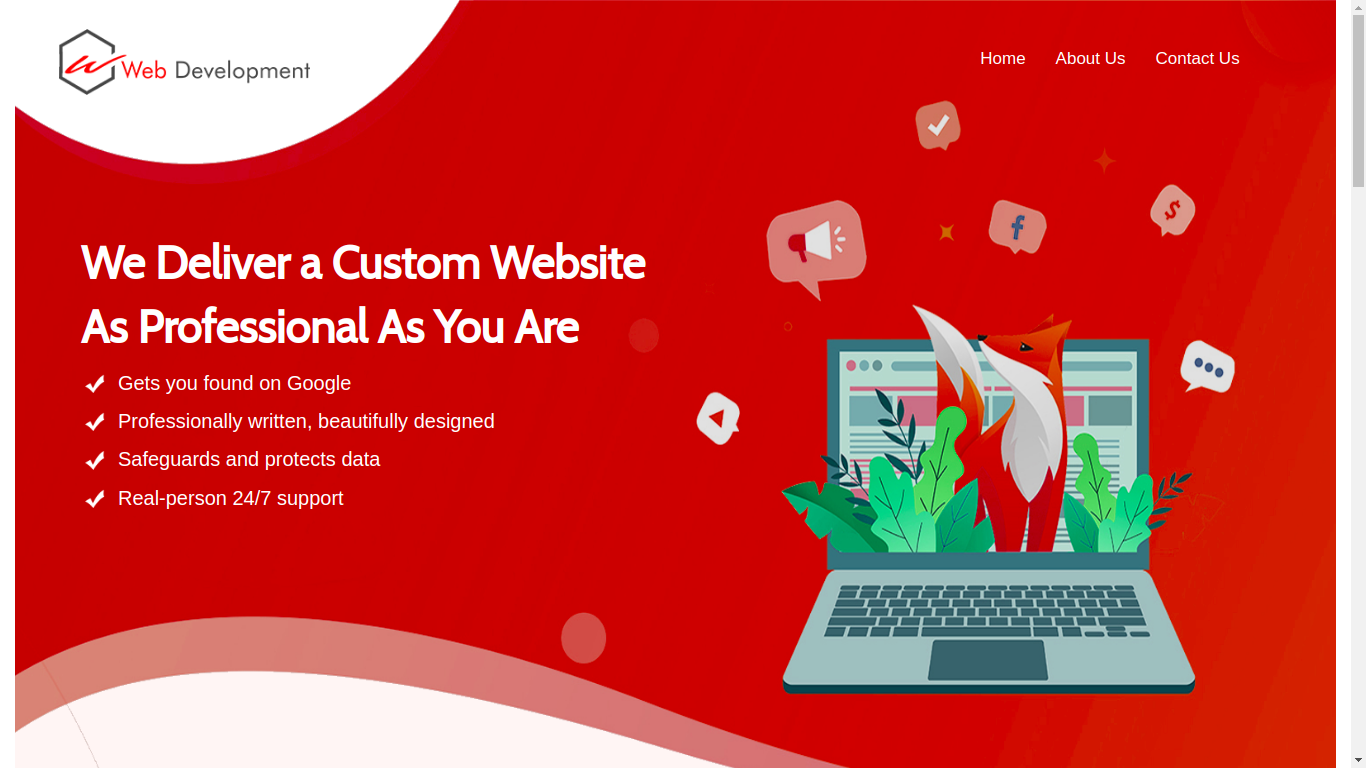 Web Development
Home About Us Contact Us
We Deliver a Custom Website
As Professional As You Are
Gets you found on Google
Professionally written, beautifully designed
Safeguards and protects data
Real-person 24/7 support
$
f